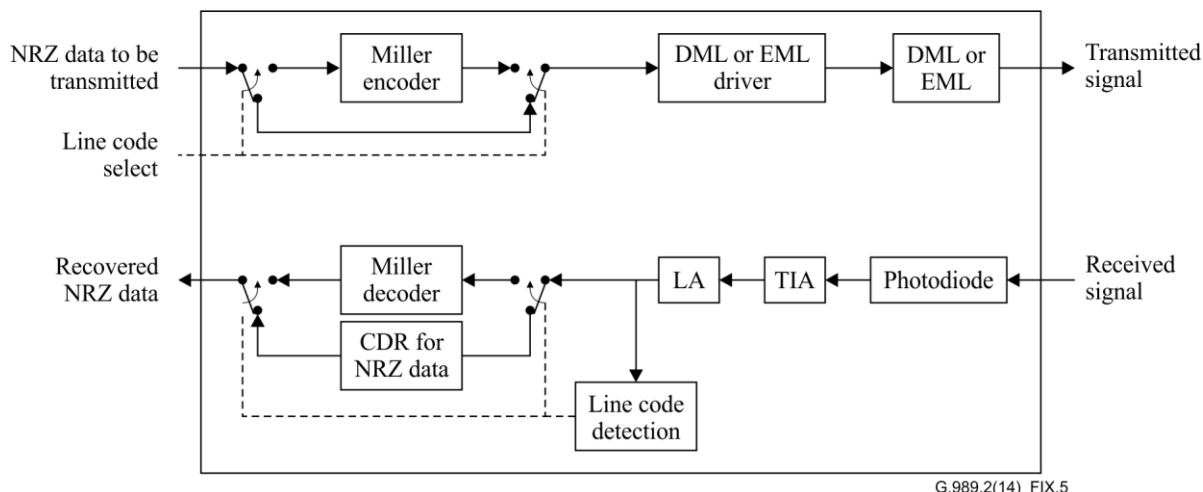 NRZ data to be
transmitted
Miller
encoder
DML or EML
driver
DML or
EML
Transmitted
signal
Line code
select
Recovered
NRZ data
Miller
decoder
LA
TIA
Photodiode
Received
signal
CDR for
NRZ data
Line code
detection
G.989.2(14)_FIX.5